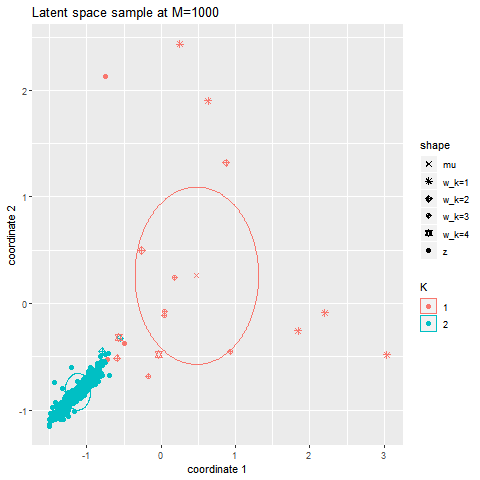 Latent space sample at M=1000
2
1
0
-1
coordinate 2
-1
0
1
2
3
coordinate 1
shape
mu
w_k=1
w_k=2
w_k=3
w_k=4
z
K
1
2